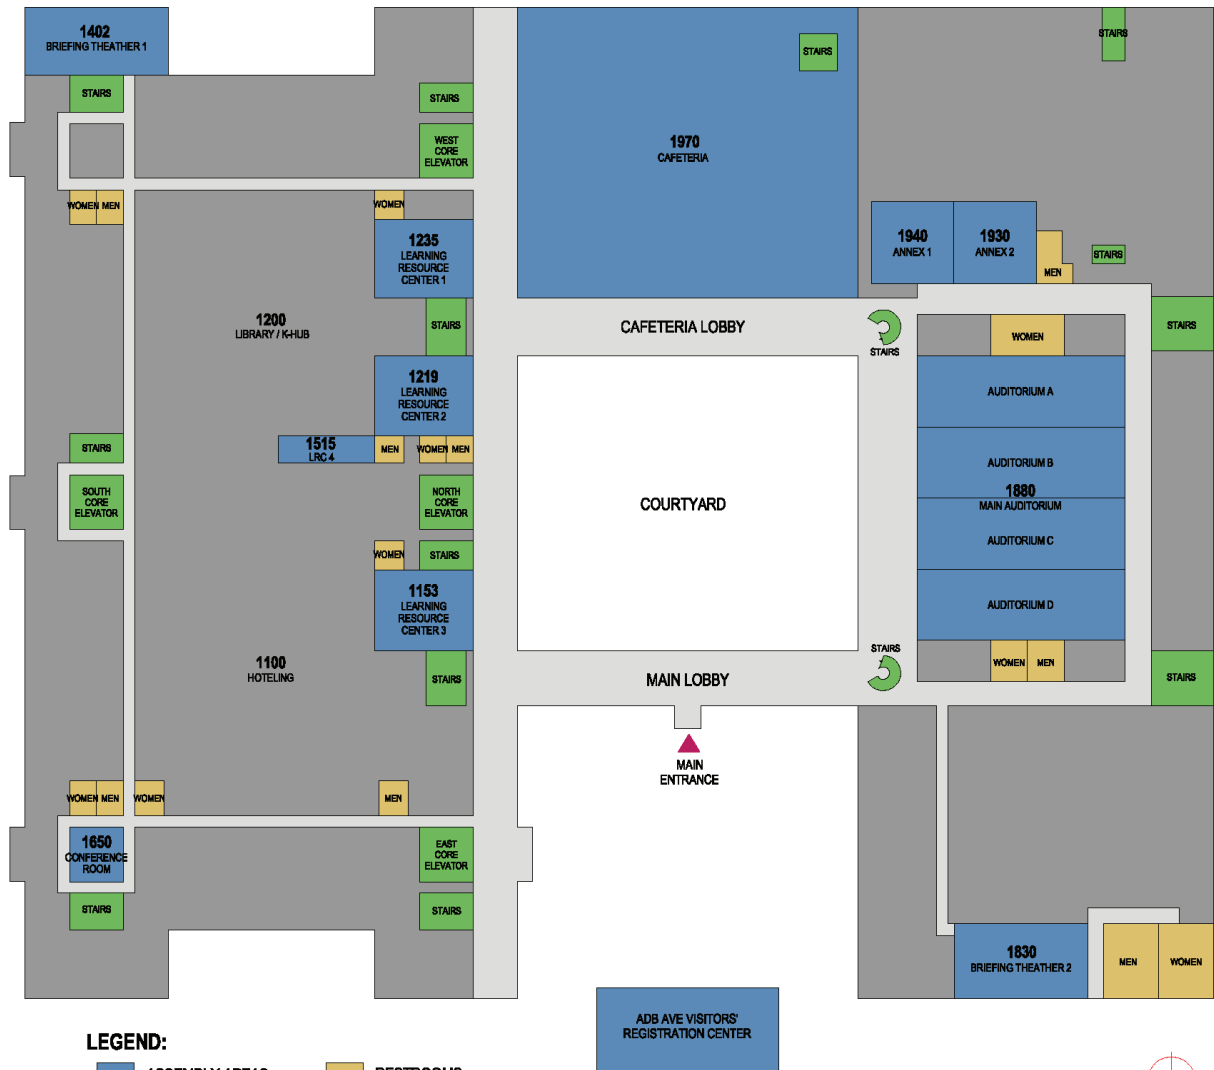 1402
BRIEFING THEATHER 1
STAIRS
STAIRS
STAIRS
STAIRS
WEST
CORE
ELEVATOR
1970
CAFETERIA
WOMEN
MEN
WOMEN
1235
LEARNING
RESOURCE
CENTER 1
1940
ANNEX 1
1930
ANNEX 2
MEN
STAIRS
1200
LIBRARY / K-HUB
STAIRS
CAFETERIA LOBBY
STAIRS
WOMEN
STAIRS
1219
LEARNING
RESOURCE
CENTER 2
AUDITORIUM A
STAIRS
1515
LRC 4
MEN
WOMEN
MEN
AUDITORIUM B
SOUTH
CORE
ELEVATOR
NORTH
CORE
ELEVATOR
COURTYARD
1880
MAIN AUDITORIUM
WOMEN
STAIRS
AUDITORIUM C
1153
LEARNING
RESOURCE
CENTER 3
AUDITORIUM D
1100
HOTELING
STAIRS
MAIN LOBBY
STAIRS
WOMEN
MEN
STAIRS
MAIN
ENTRANCE
WOMEN
MEN
WOMEN
MEN
1650
CONFERENCE
ROOM
EAST
CORE
ELEVATOR
STAIRS
STAIRS
1830
BRIEFING THEATHER 2
MEN
WOMEN
ADB AVE VISITORS'
REGISTRATION CENTER
LEGEND:
ASSEMBLY AREAS
RESTROOMS